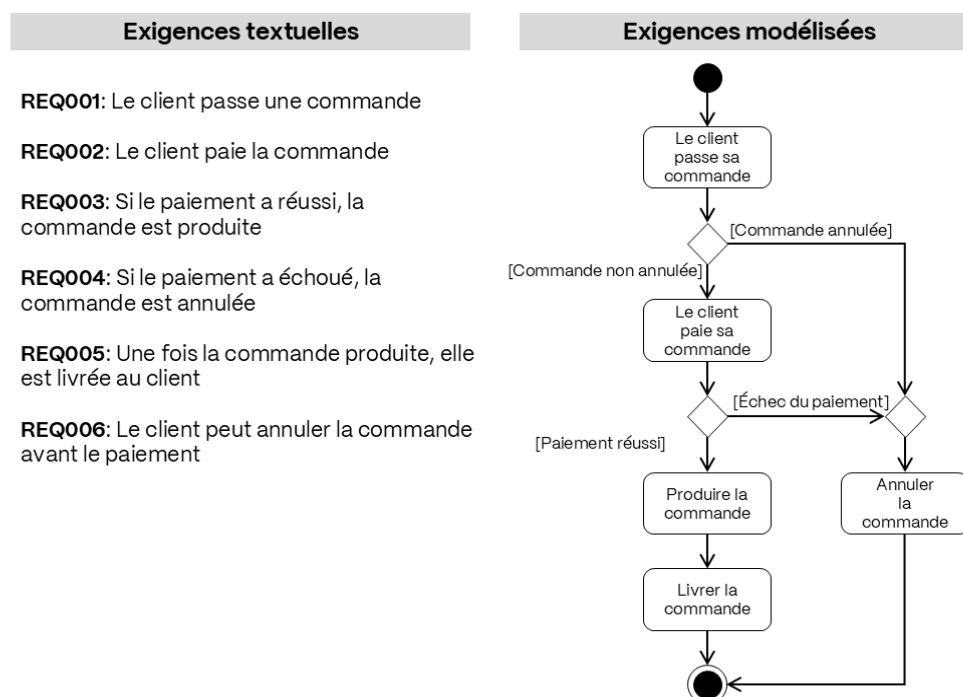 Exigences textuelles
REQ001: Le client passe une commande
REQ002: Le client paie la commande
REQ003: Si le paiement a réussi, la
commande est produite
REQ004: Si le paiement a échoué, la
commande est annulée
REQ005: Une fois la commande produite, elle
est livrée au client
REQ006: Le client peut annuler la commande
avant le paiement
Exigences modélisées
Le client
passe sa
commande
[Commande annulée]
[Commande non annulée]
Le client
paie sa
commande
[Échec du paiement]
[Paiement réussi]
Produire la
commande
Annuler
la
commande
Livrer la
commande